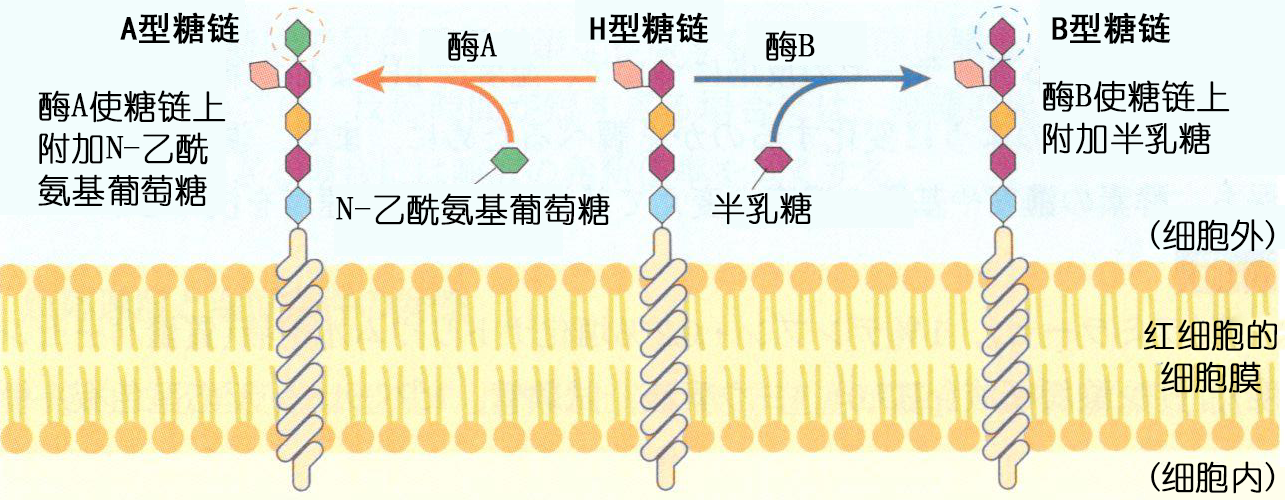 A型糖链
酶A
H型糖链
酶B
B型糖链
酶A使糖链上
附加N-乙酰
氨基葡萄糖
酶B使糖链上
附加半乳糖
N-乙酰氨基葡萄糖
半乳糖
(细胞外)
红细胞的
细胞膜
(细胞内)